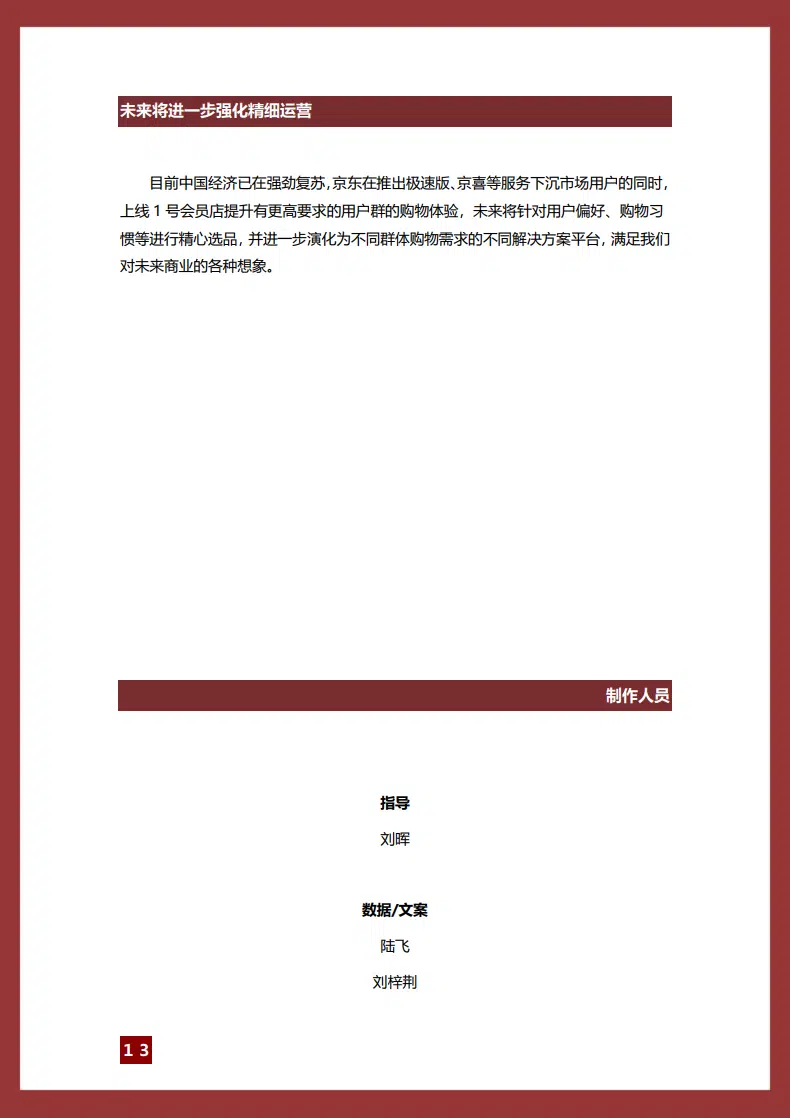 未来将进一步强化精细运营
目前中国经济已在强劲复苏,京东在推出极速版、京喜等服务下沉市场用户的同时,
上线 1 号会员店提升有更高要求的用户群的购物体验,未来将针对用户偏好、购物习
惯等进行精心选品,并进一步演化为不同群体购物需求的不同解决方案平台,满足我们
对未来商业的各种想象。
制作人员
指导
刘晖
数据/文案
陆飞
刘梓荆
13